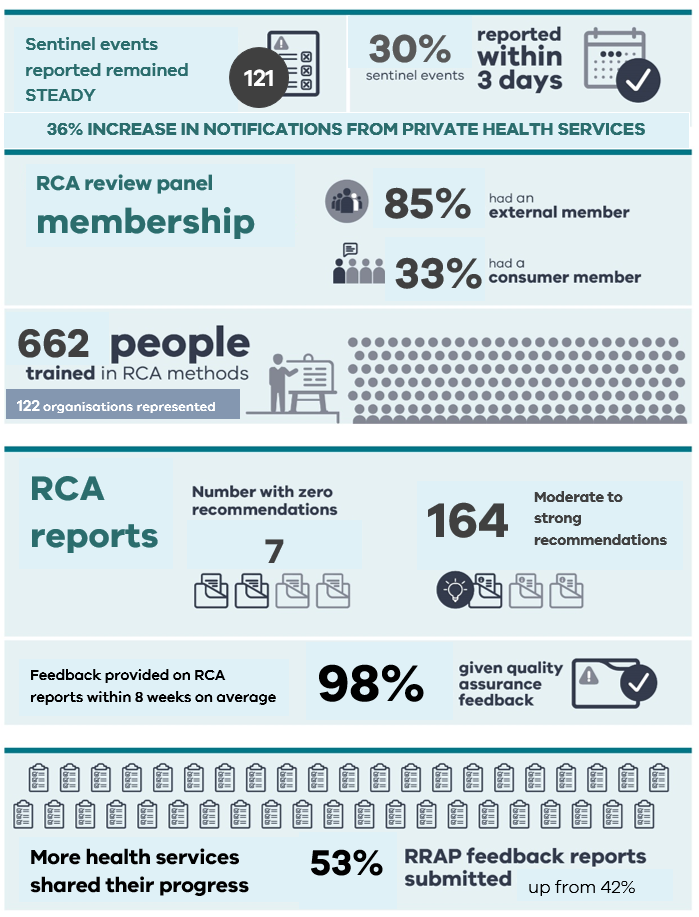 Sentinel events
reported remained
STEADY
121
30%
sentinel events
reported
within
3 days
36% INCREASE IN NOTIFICATIONS FROM PRIVATE HEALTH SERVICES
RCA review panel
membership
85%
had an
external member
33%
had a
consumer member
662 people
trained in RCA methods
122 organisations represented
RCA
reports
Number with zero
recommendations
7
164
Moderate to
strong
recommendations
Feedback provided on RCA
reports within 8 weeks on average
98%
given quality
assurance
feedback
More health services
shared their progress
53%
RRAP feedback reports
submitted
up from 42%